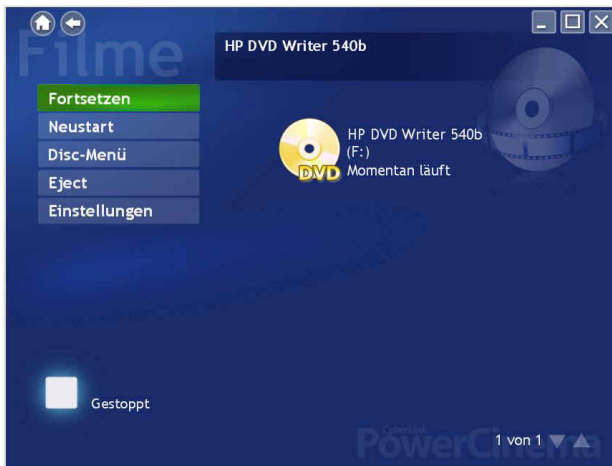 Filme
HP DVD Writer 540b
Fortsetzen
Neustart
Disc-Menü
Eject
Einstellungen
HP DVD Writer 540b
(F:)
DVD
Momentan läuft
Gestoppt
CyberLink
PowerCinema
1 von 1